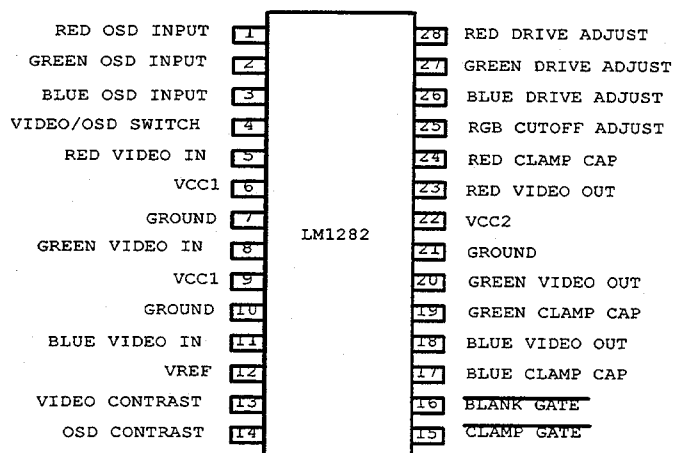 RED OSD INPUT 1 28 RED DRIVE ADJUST
GREEN OSD INPUT 2 27 GREEN DRIVE ADJUST
BLUE OSD INPUT 3 26 BLUE DRIVE ADJUST
VIDEO/OSD SWITCH 4 25 RGB CUTOFF ADJUST
RED VIDEO IN 5 24 RED CLAMP CAP
VCC1 6 23 RED VIDEO OUT
GROUND 7 22 VCC2
LM1282
GREEN VIDEO IN 8 21 GROUND
VCC1 9 20 GREEN VIDEO OUT
GROUND 10 19 GREEN CLAMP CAP
BLUE VIDEO IN 11 18 BLUE VIDEO OUT
VREF 12 17 BLUE CLAMP CAP
VIDEO CONTRAST 13 16 BLANK GATE
OSD CONTRAST 14 15 CLAMP GATE